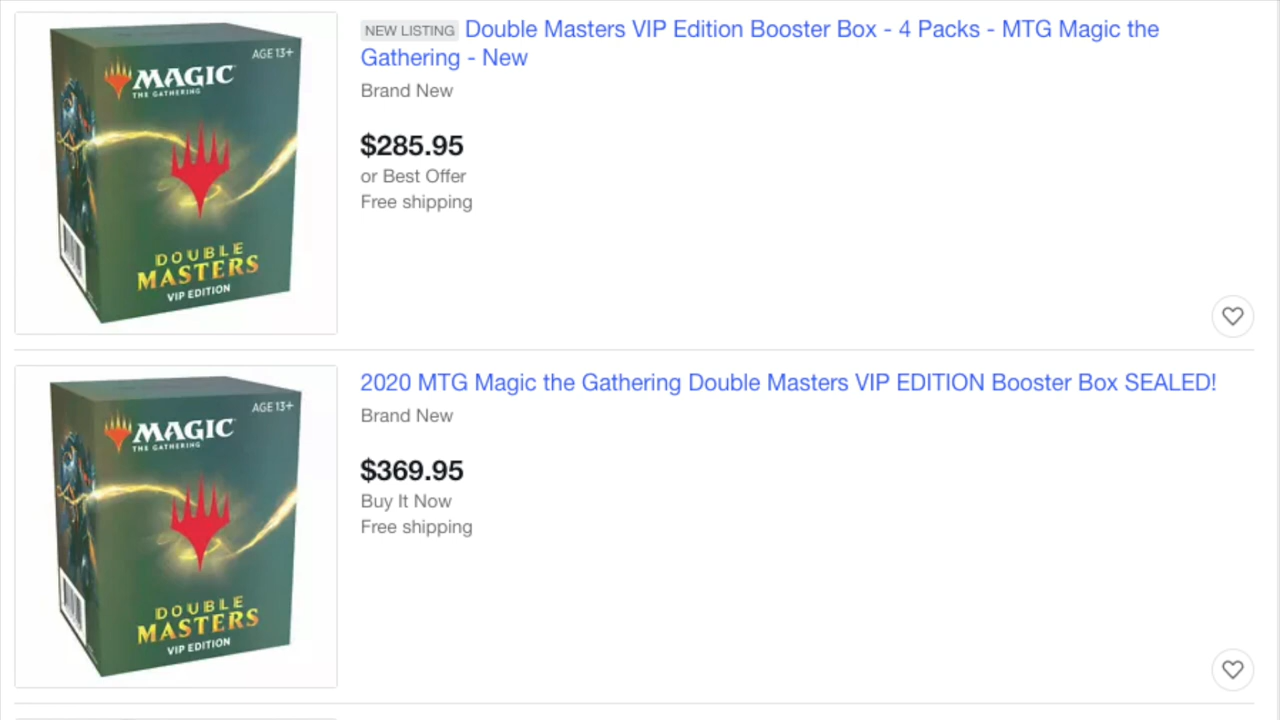 AGE 13+
MAGIC
THE GATHERING
DOUBLE
MASTERS
VIP EDITION
NEW LISTING Double Masters VIP Edition Booster Box - 4 Packs - MTG Magic the
Gathering - New
Brand New
$285.95
or Best Offer
Free shipping
AGE 13+
MAGIC
THE GATHERING
DOUBLE
MASTERS
VIP EDITION
2020 MTG Magic the Gathering Double Masters VIP EDITION Booster Box SEALED!
Brand New
$369.95
Buy It Now
Free shipping